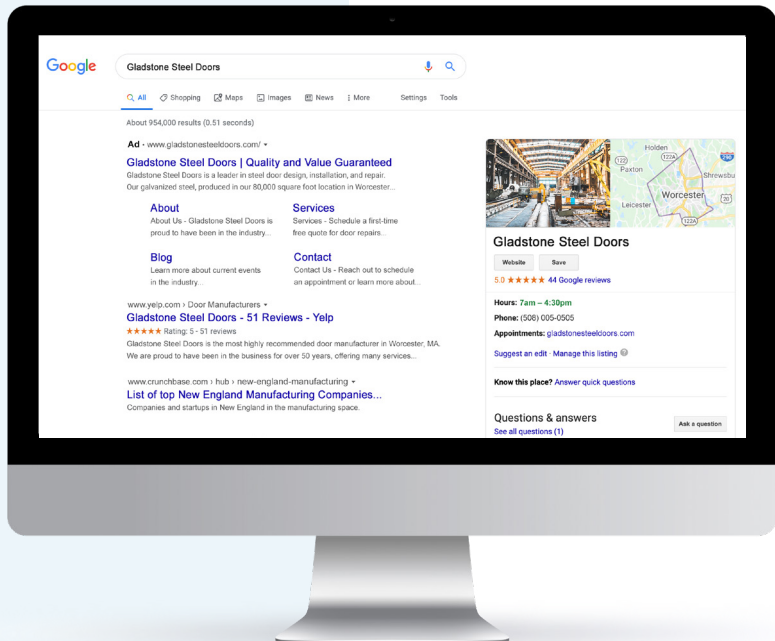 Google
Gladstone Steel Doors
All Shopping Maps Images News More Settings Tools
About 954,000 results (0.51 seconds)
Ad · www.gladstonesteeldoors.com/
Gladstone Steel Doors | Quality and Value Guaranteed
Gladstone Steel Doors is a leader in steel door design, installation, and repair.
Our galvanized steel, produced in our 80,000 square foot location in Worcester...
About
About Us - Gladstone Steel Doors is
proud to have been in the industry...
Services
Services - Schedule a first-time
free quote for door repairs...
Blog
Learn more about current events
in the industry...
Contact
Contact Us - Reach out to schedule
an appointment or learn more about...
www.yelp.com › Door Manufacturers
Gladstone Steel Doors - 51 Reviews - Yelp
Rating: 5 - 51 reviews
Gladstone Steel Doors is the most highly recommended door manufacturer in Worcester, MA.
We are proud to have been in the business for over 50 years, offering many services...
www.crunchbase.com › hub › new-england-manufacturing
List of top New England Manufacturing Companies...
Companies and startups in New England in the manufacturing space.
Holden
122
122A
290
Paxton
Shrewsbu
Worcester
Leicester
20
122A
Gladstone Steel Doors
Website Save
5.0 ★★★★★ 44 Google reviews
Hours: 7am – 4:30pm
Phone: (508) 005-0505
Appointments: gladstonesteeldoors.com
Suggest an edit · Manage this listing
Know this place? Answer quick questions
Questions & answers
See all questions (1)
Ask a question